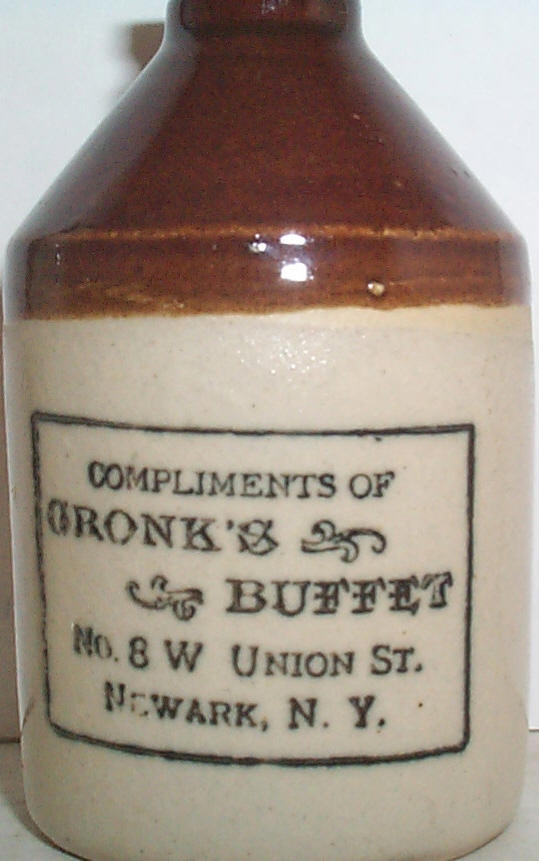 COMPLIMENTS OF
CRONK'S
BUFFET
No. 8 W UNION ST.
NEWARK, N. Y.